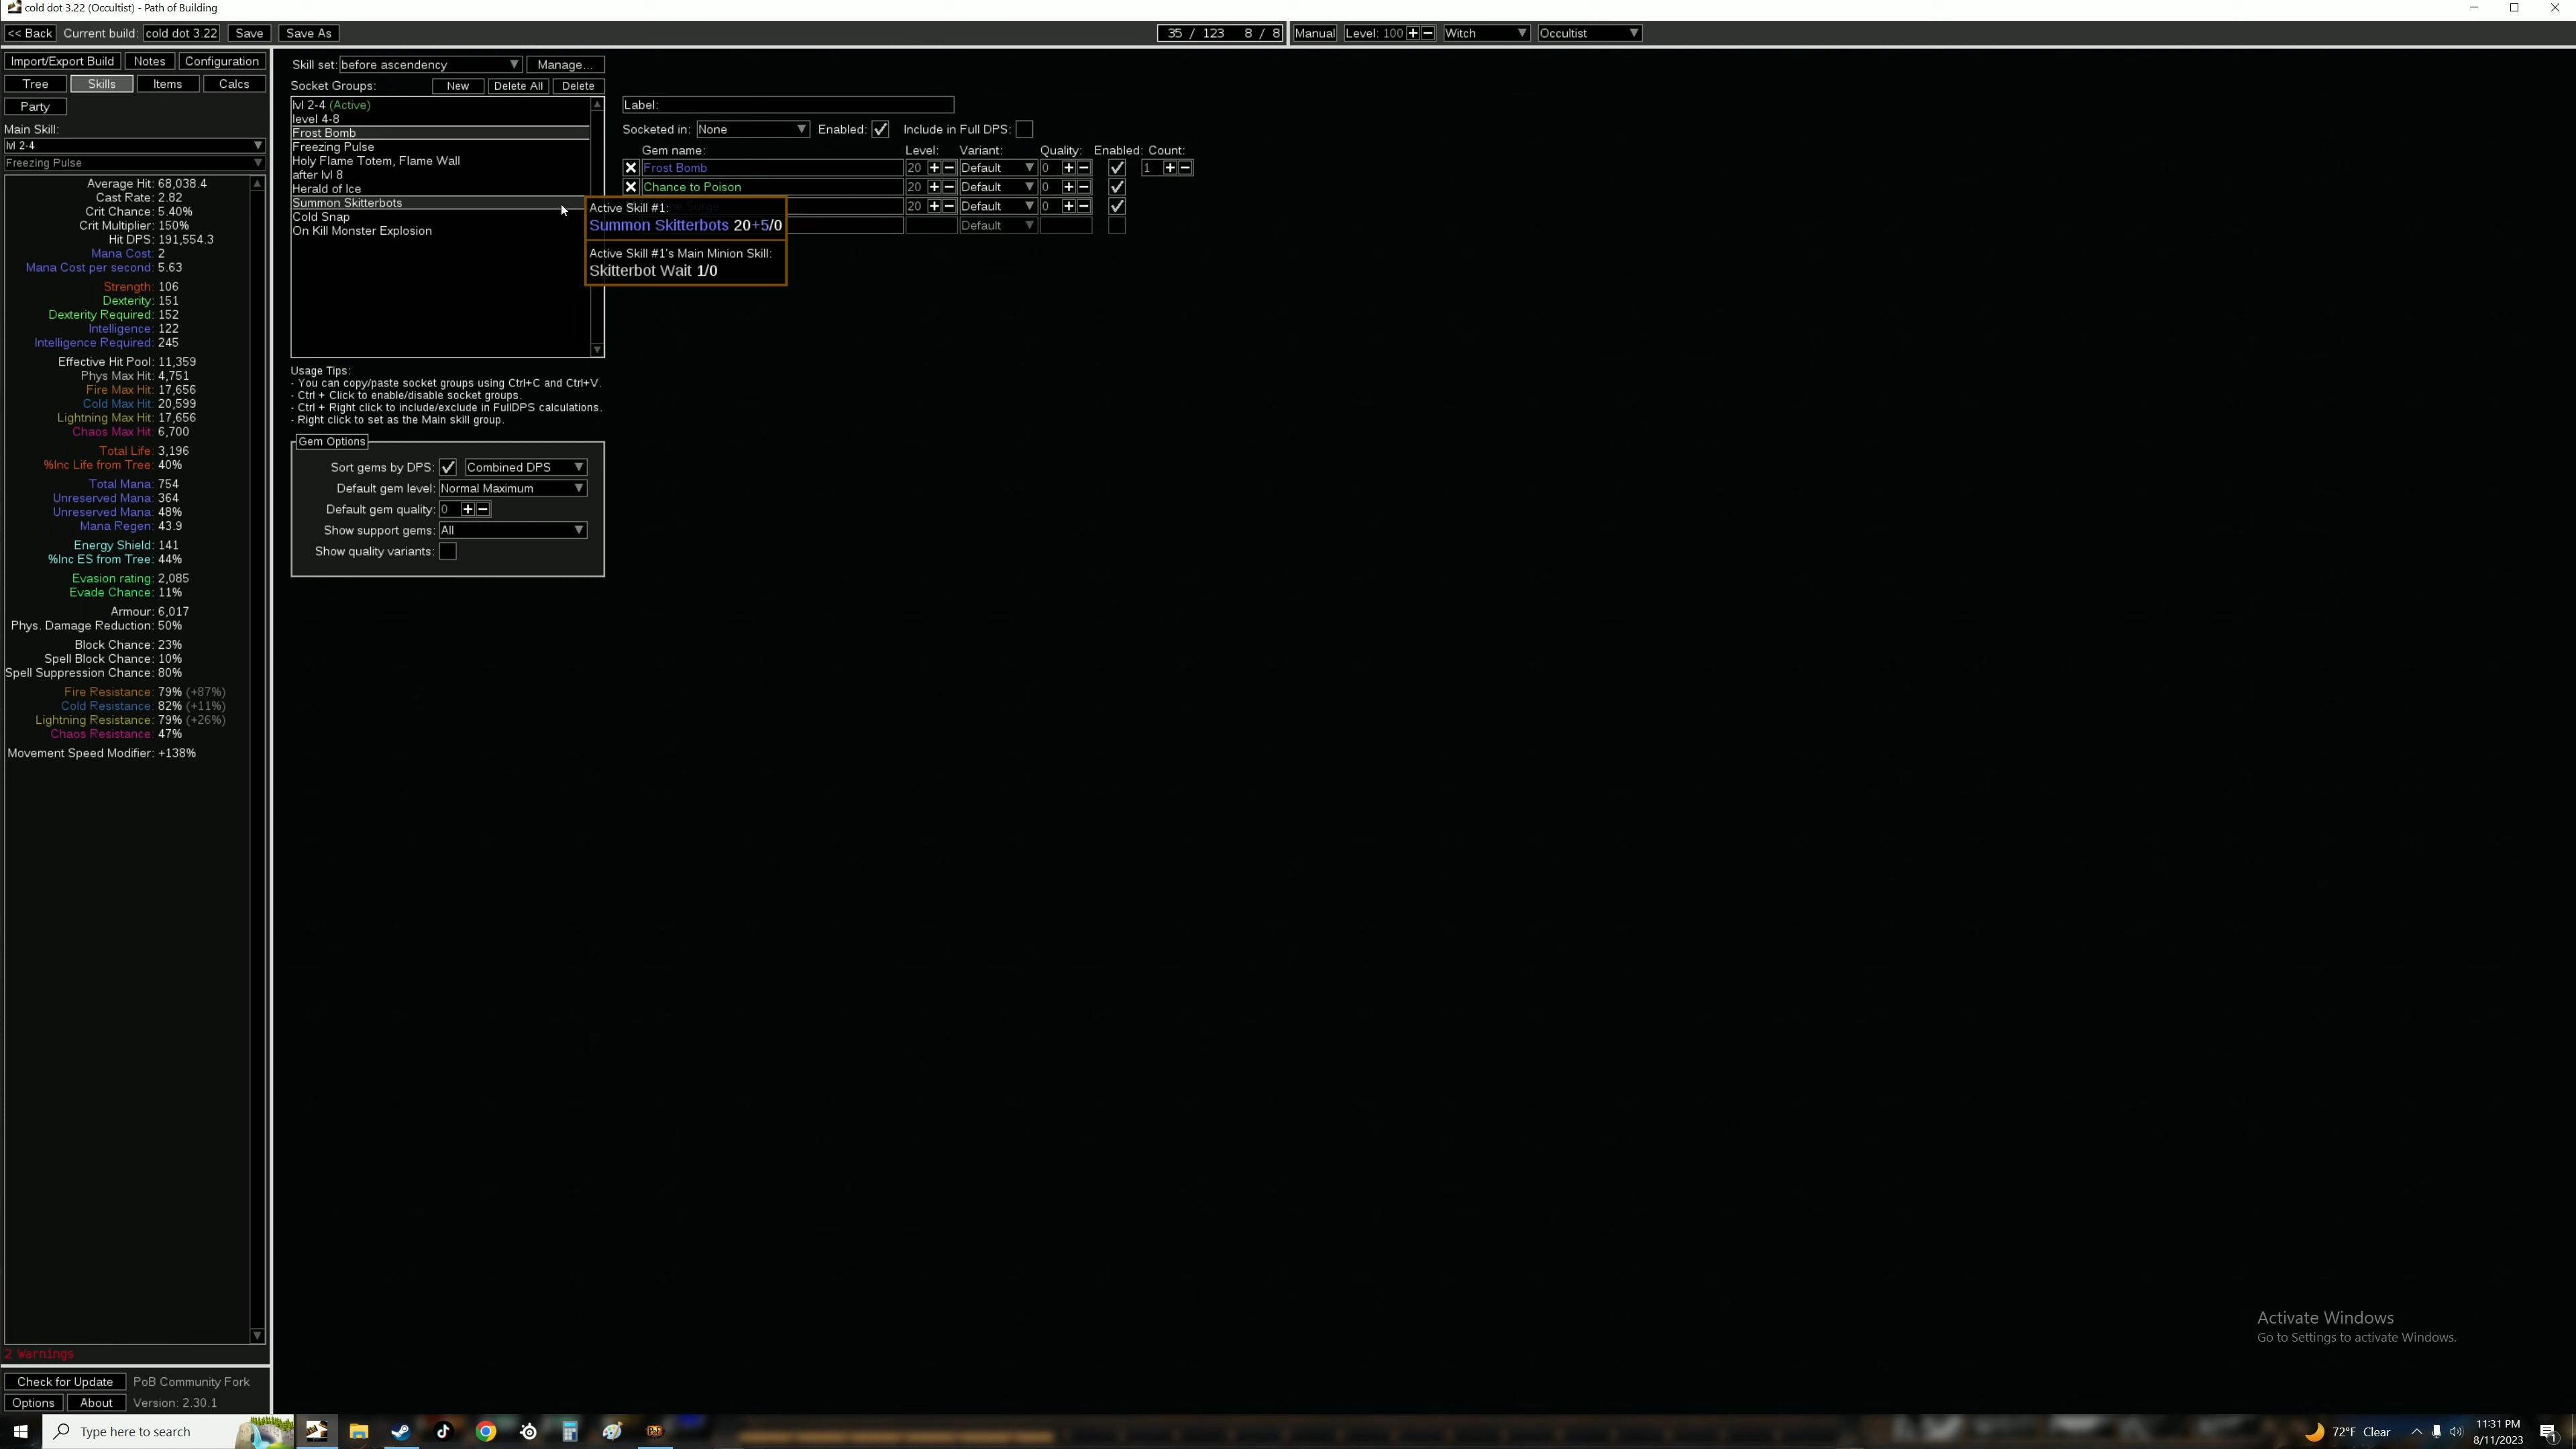 cold dot 3.22 (Occultist) - Path of Building
<< Back Current build: cold dot 3.22 Save Save As 35 / 123 8 / 8 Manual Level: 100 Witch Occultist
Import/Export Build Notes Configuration
Tree Skills Items Calcs
Party
Main Skill:
lvl 2-4
Freezing Pulse
Average Hit: 68,038.4
Cast Rate: 2.82
Crit Chance: 5.40%
Crit Multiplier: 150%
Hit DPS: 191,554.3
Mana Cost: 2
Mana Cost per second: 5.63
Strength: 106
Dexterity: 151
Dexterity Required: 152
Intelligence: 122
Intelligence Required: 245
Effective Hit Pool: 11,359
Phys Max Hit: 4,751
Fire Max Hit: 17,656
Cold Max Hit: 20,599
Lightning Max Hit: 17,656
Chaos Max Hit: 6,700
Total Life: 3,196
%Inc Life from Tree: 40%
Total Mana: 754
Unreserved Mana: 364
Unreserved Mana: 48%
Mana Regen: 43.9
Energy Shield: 141
%Inc ES from Tree: 44%
Evasion rating: 2,085
Evade Chance: 11%
Armour: 6,017
Phys. Damage Reduction: 50%
Block Chance: 23%
Spell Block Chance: 10%
Spell Suppression Chance: 80%
Fire Resistance: 79% (+87%)
Cold Resistance: 82% (+11%)
Lightning Resistance: 79% (+26%)
Chaos Resistance: 47%
Movement Speed Modifier: +138%
2 Warnings
Check for Update PoB Community Fork
Options About Version: 2.30.1
Skill set: before ascendency Manage...
Socket Groups: New Delete All Delete
lvl 2-4 (Active)
level 4-8
Frost Bomb
Freezing Pulse
Holy Flame Totem, Flame Wall
after lvl 8
Herald of Ice
Summon Skitterbots
Cold Snap
On Kill Monster Explosion
Usage Tips:
- You can copy/paste socket groups using Ctrl+C and Ctrl+V.
- Ctrl + Click to enable/disable socket groups.
- Ctrl + Right click to include/exclude in FullDPS calculations.
- Right click to set as the Main skill group.
Gem Options
Sort gems by DPS: Combined DPS
Default gem level: Normal Maximum
Default gem quality: 0
Show support gems: All
Show quality variants:
Label:
Socketed in: None Enabled: Include in Full DPS:
Gem name: Level: Variant: Quality: Enabled: Count:
Frost Bomb 20 Default 0 1
Chance to Poison 20 Default 0
20 Default 0
Default
Active Skill #1:
Summon Skitterbots 20+5/0
Active Skill #1's Main Minion Skill:
Skitterbot Wait 1/0
Activate Windows
Go to Settings to activate Windows.
Type here to search
72°F Clear
11:31 PM
8/11/2023
1